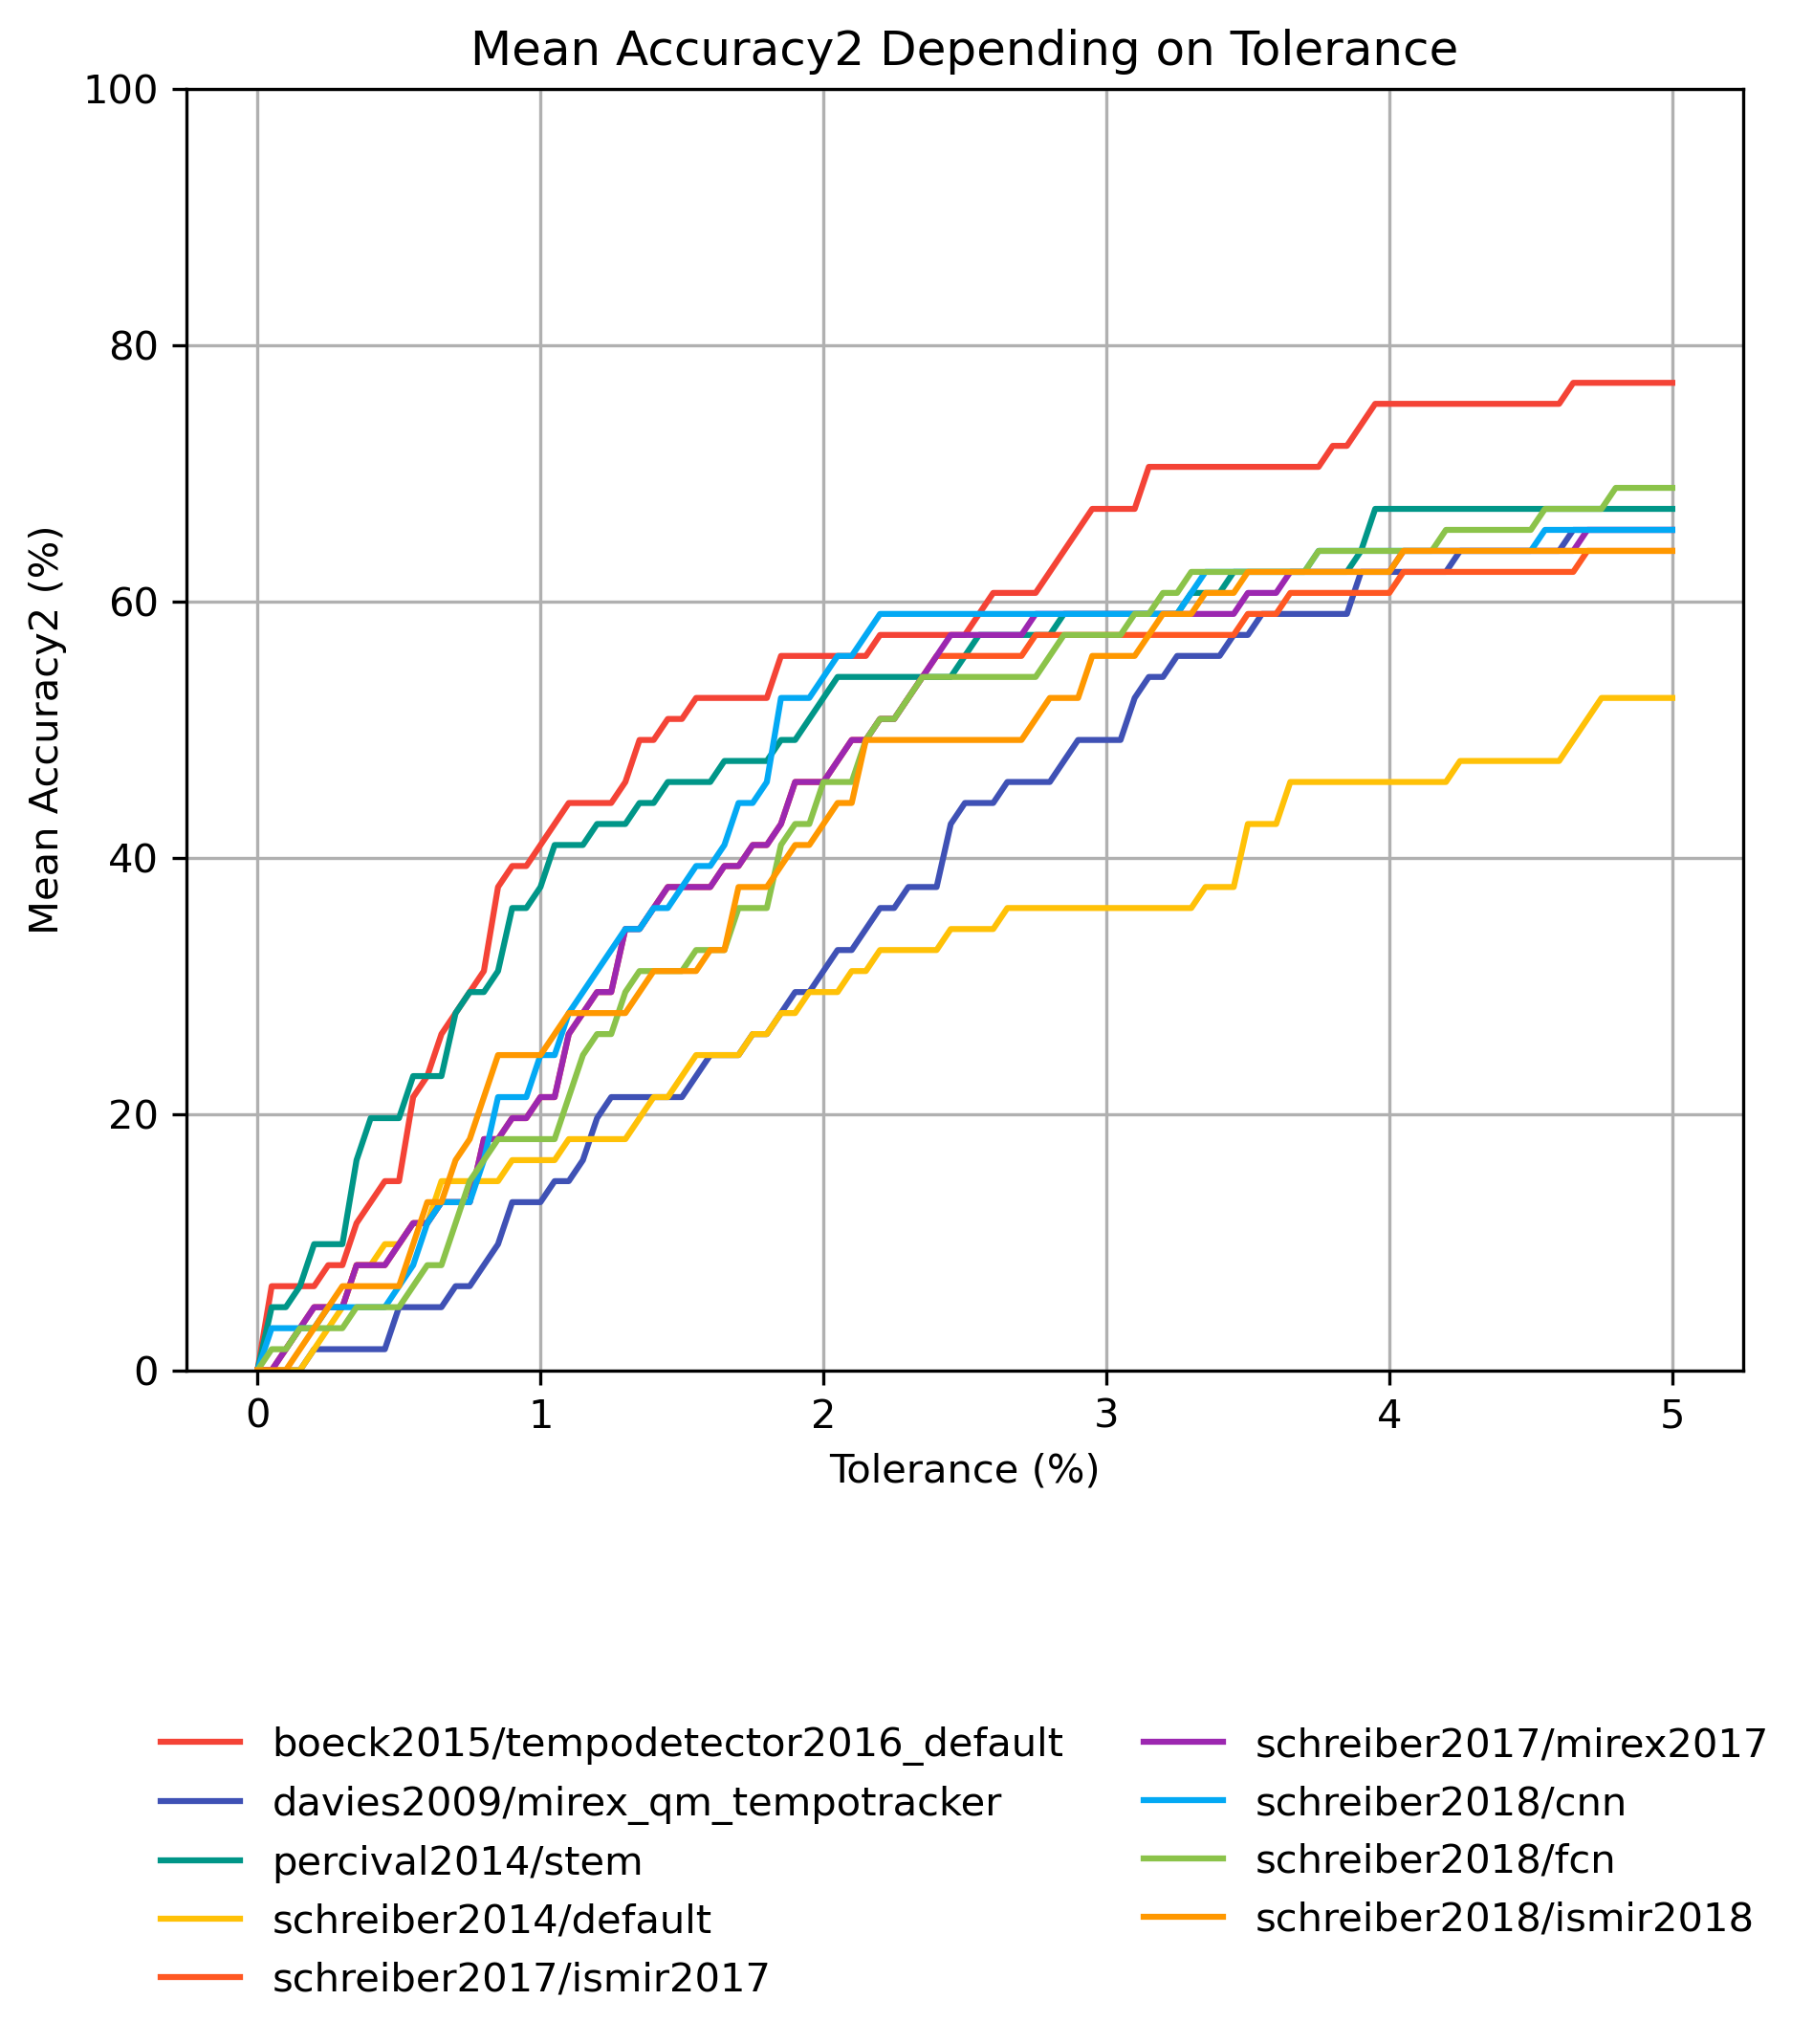 Mean Accuracy2 Depending on Tolerance
100
80
60
40
20
0
Mean Accuracy2 (%)
0 1 2 3 4 5
Tolerance (%)
boeck2015/tempodetector2016_default
davies2009/mirex_qm_tempotracker
percival2014/stem
schreiber2014/default
schreiber2017/ismir2017
schreiber2017/mirex2017
schreiber2018/cnn
schreiber2018/fcn
schreiber2018/ismir2018